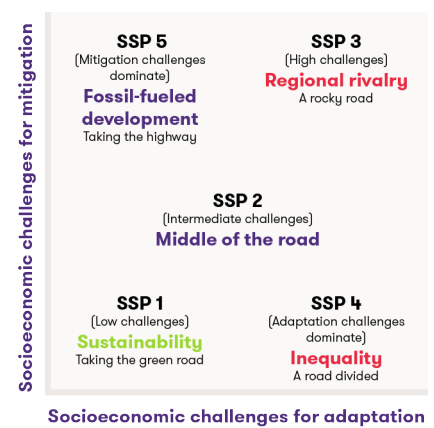 Socioeconomic challenges for mitigation
SSP 5
(Mitigation challenges
dominate)
Fossil-fueled
development
Taking the highway
SSP 3
(High challenges)
Regional rivalry
A rocky road
SSP 2
(Intermediate challenges)
Middle of the road
SSP 1
(Low challenges)
Sustainability
Taking the green road
SSP 4
(Adaptation challenges
dominate)
Inequality
A road divided
Socioeconomic challenges for adaptation